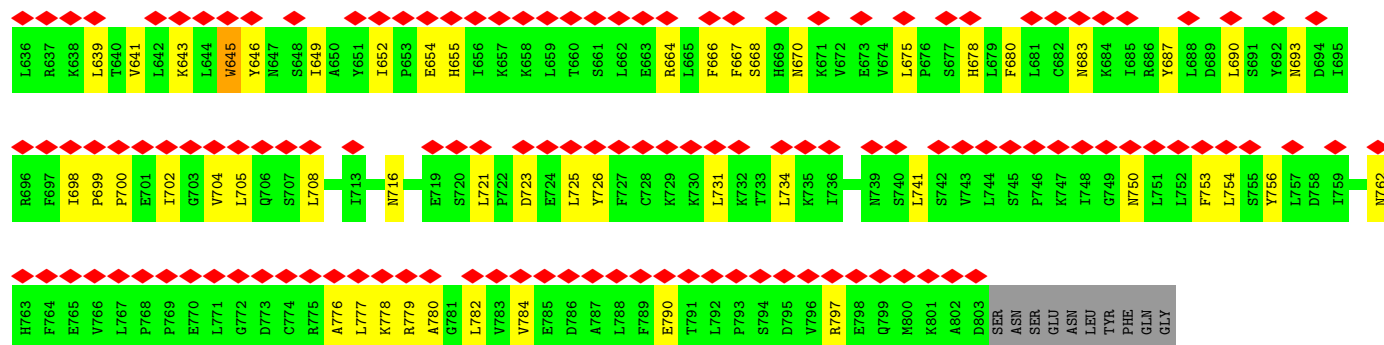 L636 R637 K638 L639 T640 V641 L642 K643 L644 W645 Y646 N647 S648 I649 A650 Y651 I652 P653 E654 H655 I656 K657 K658 L659 T660 S661 L662 E663 R664 L665 F666 F667 S668 H669 N670 K671 V672 E673 V674 L675 P676 S677 H678 L679 F680 L681 C682 N683 K684 I685 R686 Y687 L688 D689 L690 S691 Y692 N693 D694 I695
R696 F697 I698 P699 P700 E701 I702 G703 V704 L705 Q706 S707 L708 I713 N716 E719 S720 L721 P722 D723 E724 L725 Y726 F727 C728 K729 K730 L731 K732 T733 L734 K735 I736 N739 S740 L741 S742 V743 L744 S745 P746 K747 I748 G749 N750 L751 L752 F753 L754 S755 Y756 L757 D758 I759 N762
H763 F764 E765 V766 L767 P768 P769 E770 L771 G772 D773 C774 R775 A776 L777 K778 R779 A780 G781 L782 V783 V784 E785 D786 A787 L788 F789 E790 T791 L792 P793 S794 D795 V796 R797 E798 Q799 M800 K801 A802 D803 SER ASN SER GLU ASN LEU TYR PHE GLN GLY GLY